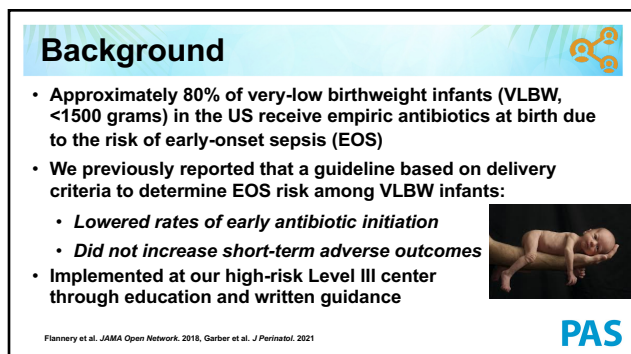 Background
• Approximately 80% of very-low birthweight infants (VLBW,
<1500 grams) in the US receive empiric antibiotics at birth due
to the risk of early-onset sepsis (EOS)
• We previously reported that a guideline based on delivery
criteria to determine EOS risk among VLBW infants:
• Lowered rates of early antibiotic initiation
• Did not increase short-term adverse outcomes
• Implemented at our high-risk Level III center
through education and written guidance
Flannery et al. JAMA Open Network. 2018, Garber et al. J Perinatol. 2021
PAS